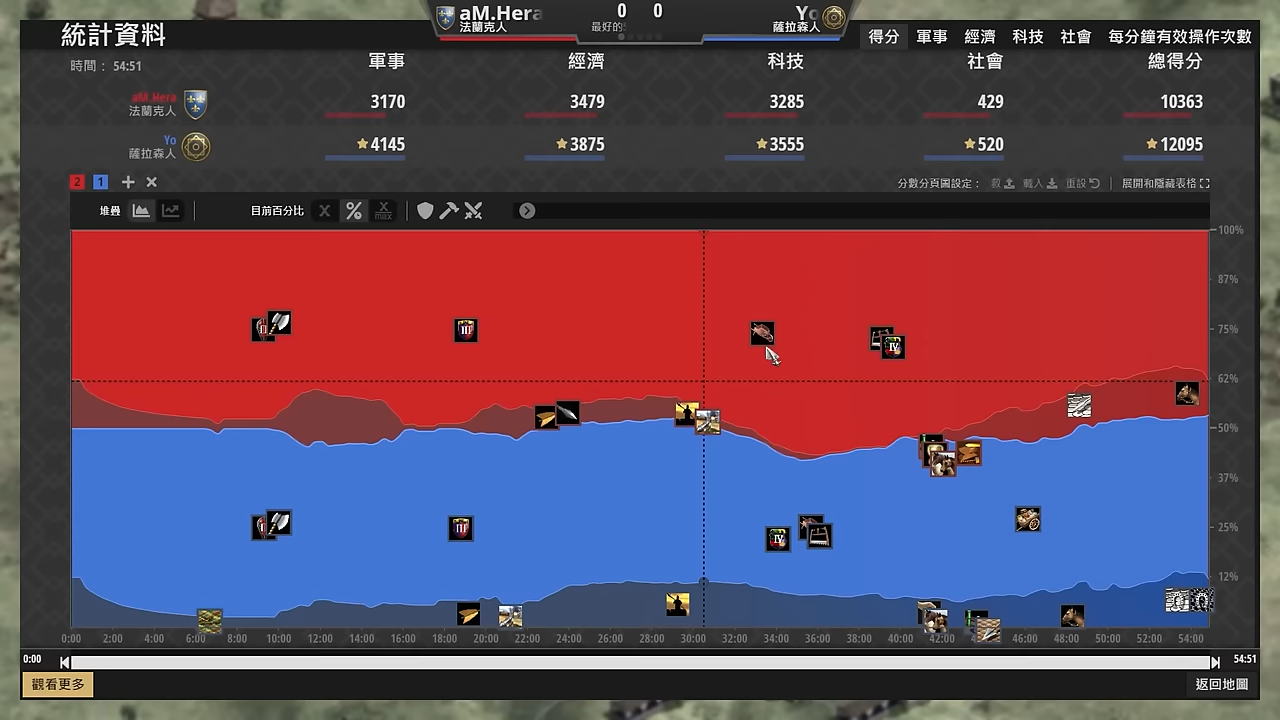 aM.Hera 0 0 Yo
法蘭克人 最好的 薩拉森人
統計資料
得分 軍事 經濟 科技 社會 每分鐘有效操作次數
時間： 54:51 軍事 經濟 科技 社會 總得分
aM.Hera
法蘭克人 3170 3479 3285 429 10363
Yo
薩拉森人 4145 3875 3555 520 12095
2 1
分數分頁圖設定： 載入 重設 展開和隱藏表格
堆疊 目前百分比 X % X max
100%
87%
75%
62%
50%
37%
25%
12%
0:00 2:00 4:00 6:00 8:00 10:00 12:00 14:00 16:00 18:00 20:00 22:00 24:00 26:00 28:00 30:00 32:00 34:00 36:00 38:00 40:00 42:00 44:00 46:00 48:00 50:00 52:00 54:00
0:00 54:51
觀看更多 返回地圖